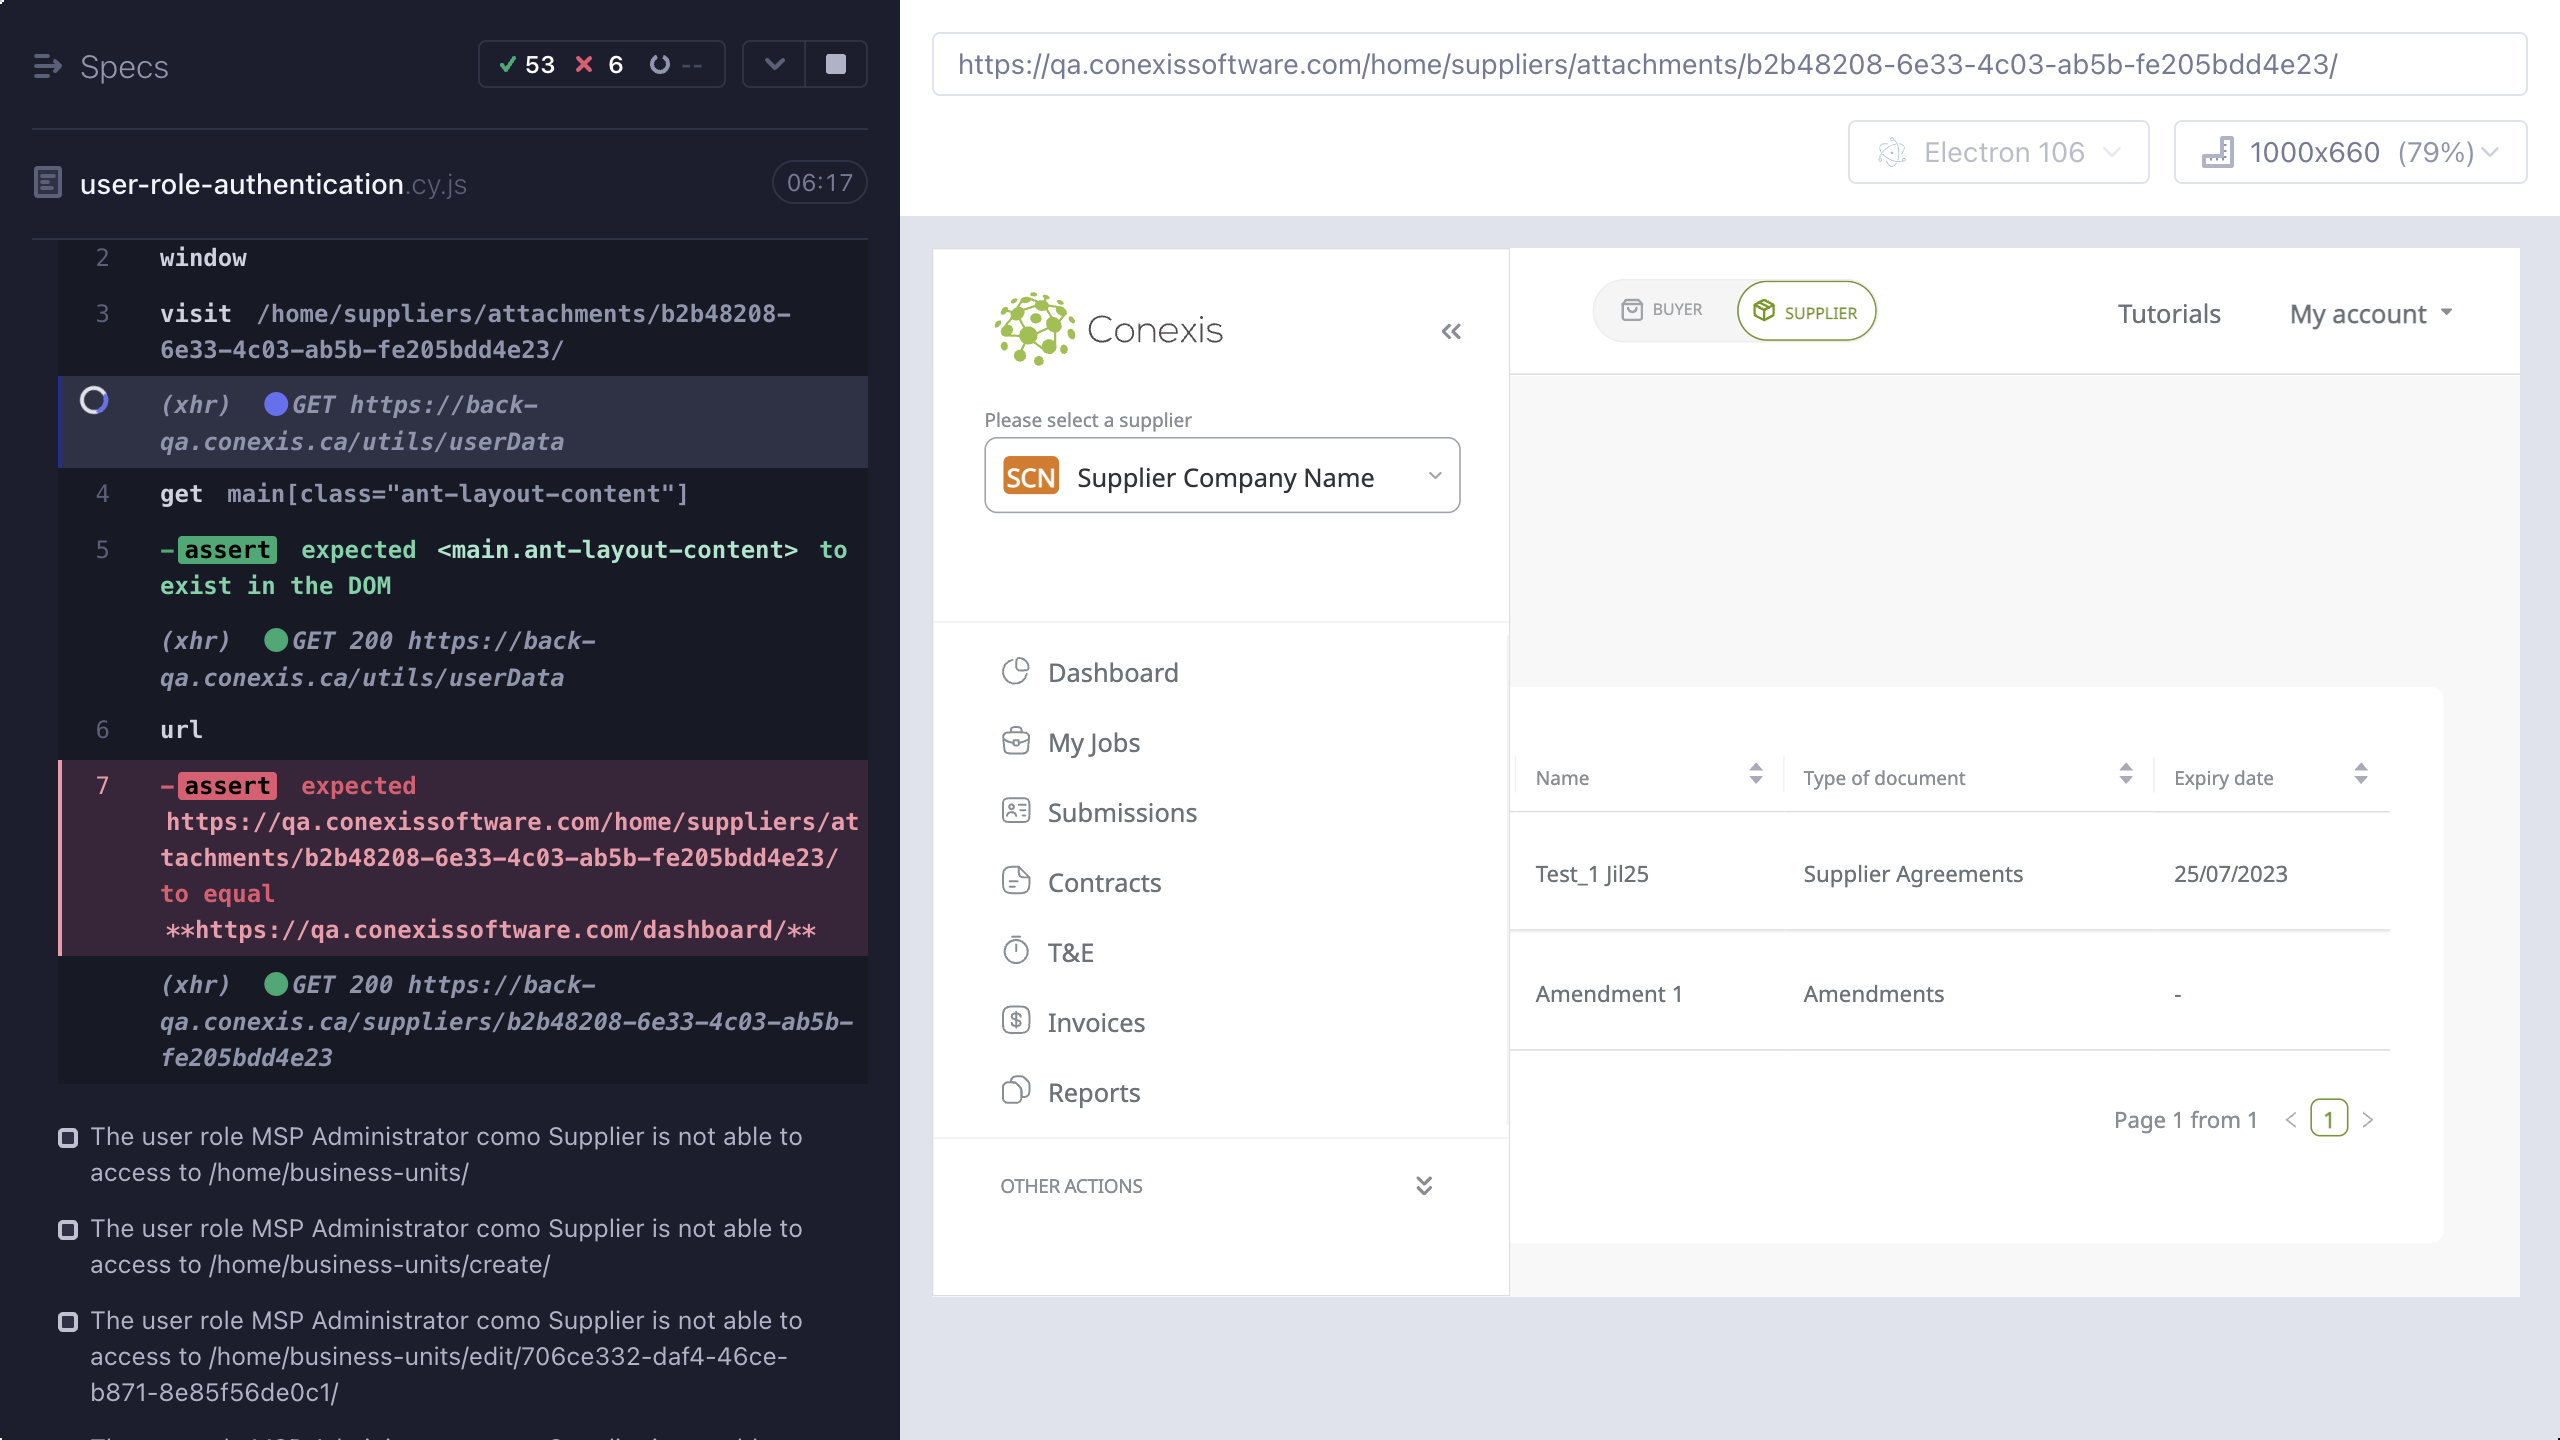 Specs
53 6 --
user-role-authentication.cy.js 06:17
2 window
3 visit /home/suppliers/attachments/b2b48208-
6e33-4c03-ab5b-fe205bdd4e23/
(xhr) GET https://back-
qa.conexis.ca/utils/userData
4 get main[class="ant-layout-content"]
5 -assert expected <main.ant-layout-content> to
exist in the DOM
(xhr) GET 200 https://back-
qa.conexis.ca/utils/userData
6 url
7 -assert expected
https://qa.conexissoftware.com/home/suppliers/at
tachments/b2b48208-6e33-4c03-ab5b-fe205bdd4e23/
to equal
**https://qa.conexissoftware.com/dashboard/**
(xhr) GET 200 https://back-
qa.conexis.ca/suppliers/b2b48208-6e33-4c03-ab5b-
fe205bdd4e23
The user role MSP Administrator como Supplier is not able to
access to /home/business-units/
The user role MSP Administrator como Supplier is not able to
access to /home/business-units/create/
The user role MSP Administrator como Supplier is not able to
access to /home/business-units/edit/706ce332-daf4-46ce-
b871-8e85f56de0c1/
https://qa.conexissoftware.com/home/suppliers/attachments/b2b48208-6e33-4c03-ab5b-fe205bdd4e23/
Electron 106
1000x660 (79%)
Conexis
BUYER
SUPPLIER
Tutorials
My account
Please select a supplier
SCN Supplier Company Name
Dashboard
My Jobs
Submissions
Contracts
T&E
Invoices
Reports
OTHER ACTIONS
Name Type of document Expiry date
Test_1 Jil25 Supplier Agreements 25/07/2023
Amendment 1 Amendments -
Page 1 from 1 < 1 >